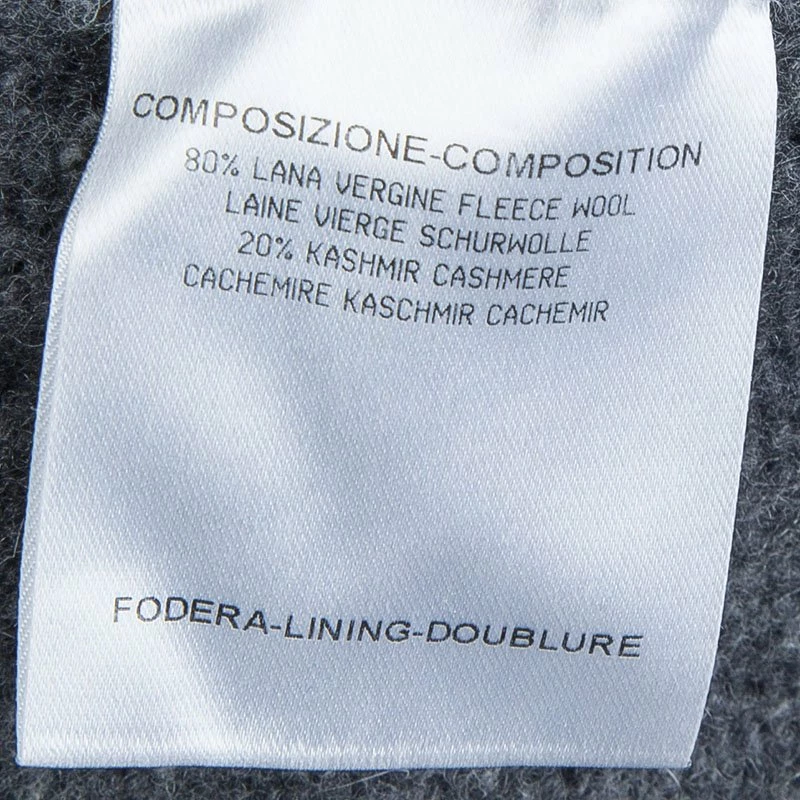 COMPOSIZIONE-COMPOSITION
80% LANA VERGINE FLEECE WOOL
LAINE VIERGE SCHURWOLLE
20% KASHMIR CASHMERE
CACHEMIRE KASCHMIR CACHEMIR
FODERA-LINING-DOUBLURE